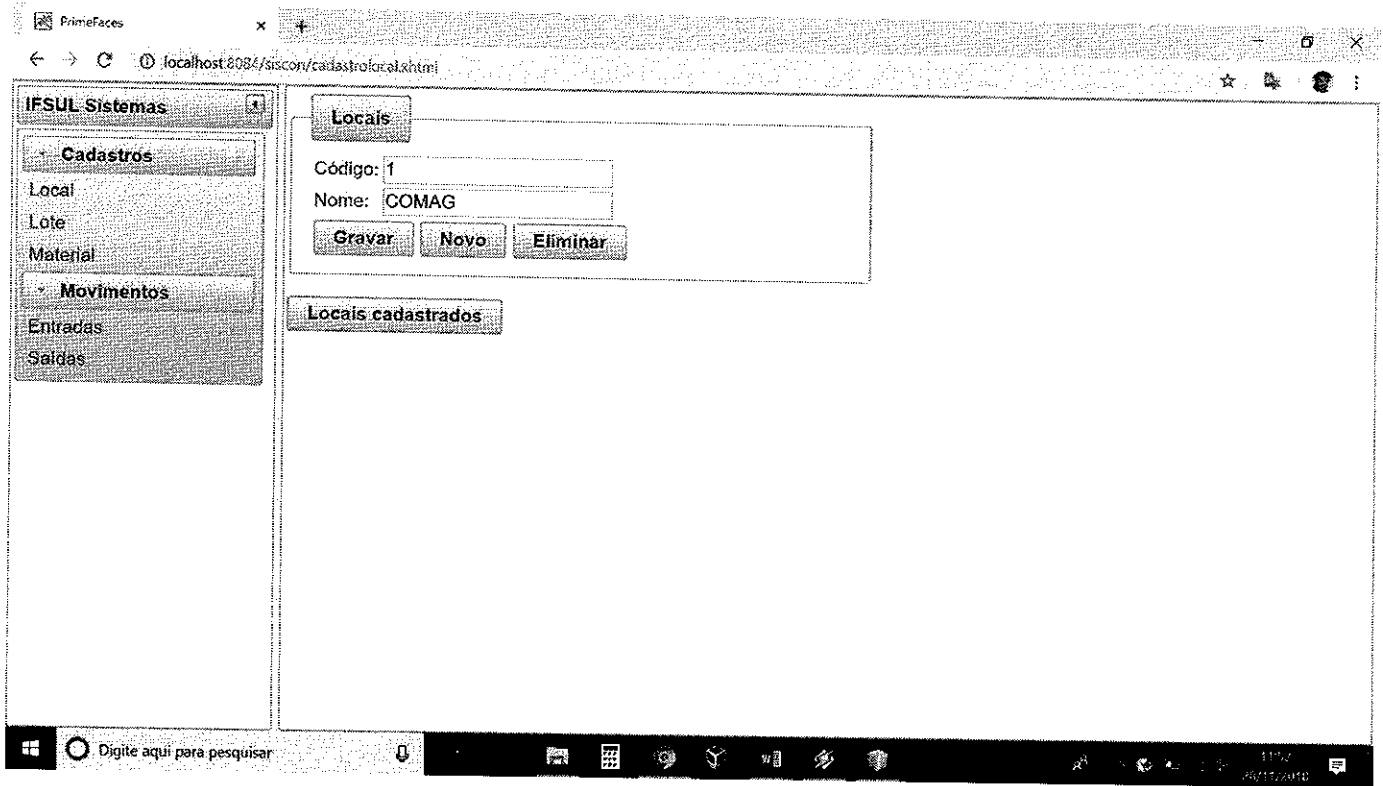 PrimeFaces
localhost:8084/siscon/cadastrolocal.xhtml
IFSUL Sistemas
Cadastros
Local
Lote
Material
Movimentos
Entradas
Saídas
Locais
Código: 1
Nome: COMAG
Gravar Novo Eliminar
Locais cadastrados
Digite aqui para pesquisar